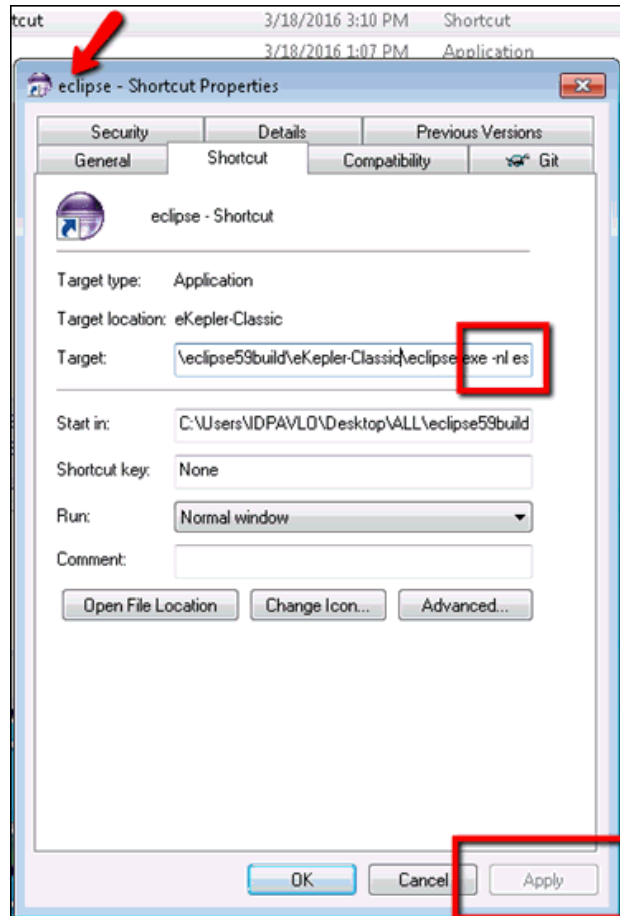 tcut 3/18/2016 3:10 PM Shortcut
3/18/2016 1:07 PM Application
eclipse - Shortcut Properties
Security Details Previous Versions
General Shortcut Compatibility Git
eclipse - Shortcut
Target type: Application
Target location: eKepler-Classic
Target: \eclipse59build\eKepler-Classic\eclipse.exe -nl es
Start in: C:\Users\IDPAVLO\Desktop\ALL\eclipse59build
Shortcut key: None
Run: Normal window
Comment:
Open File Location Change Icon... Advanced...
OK Cancel Apply